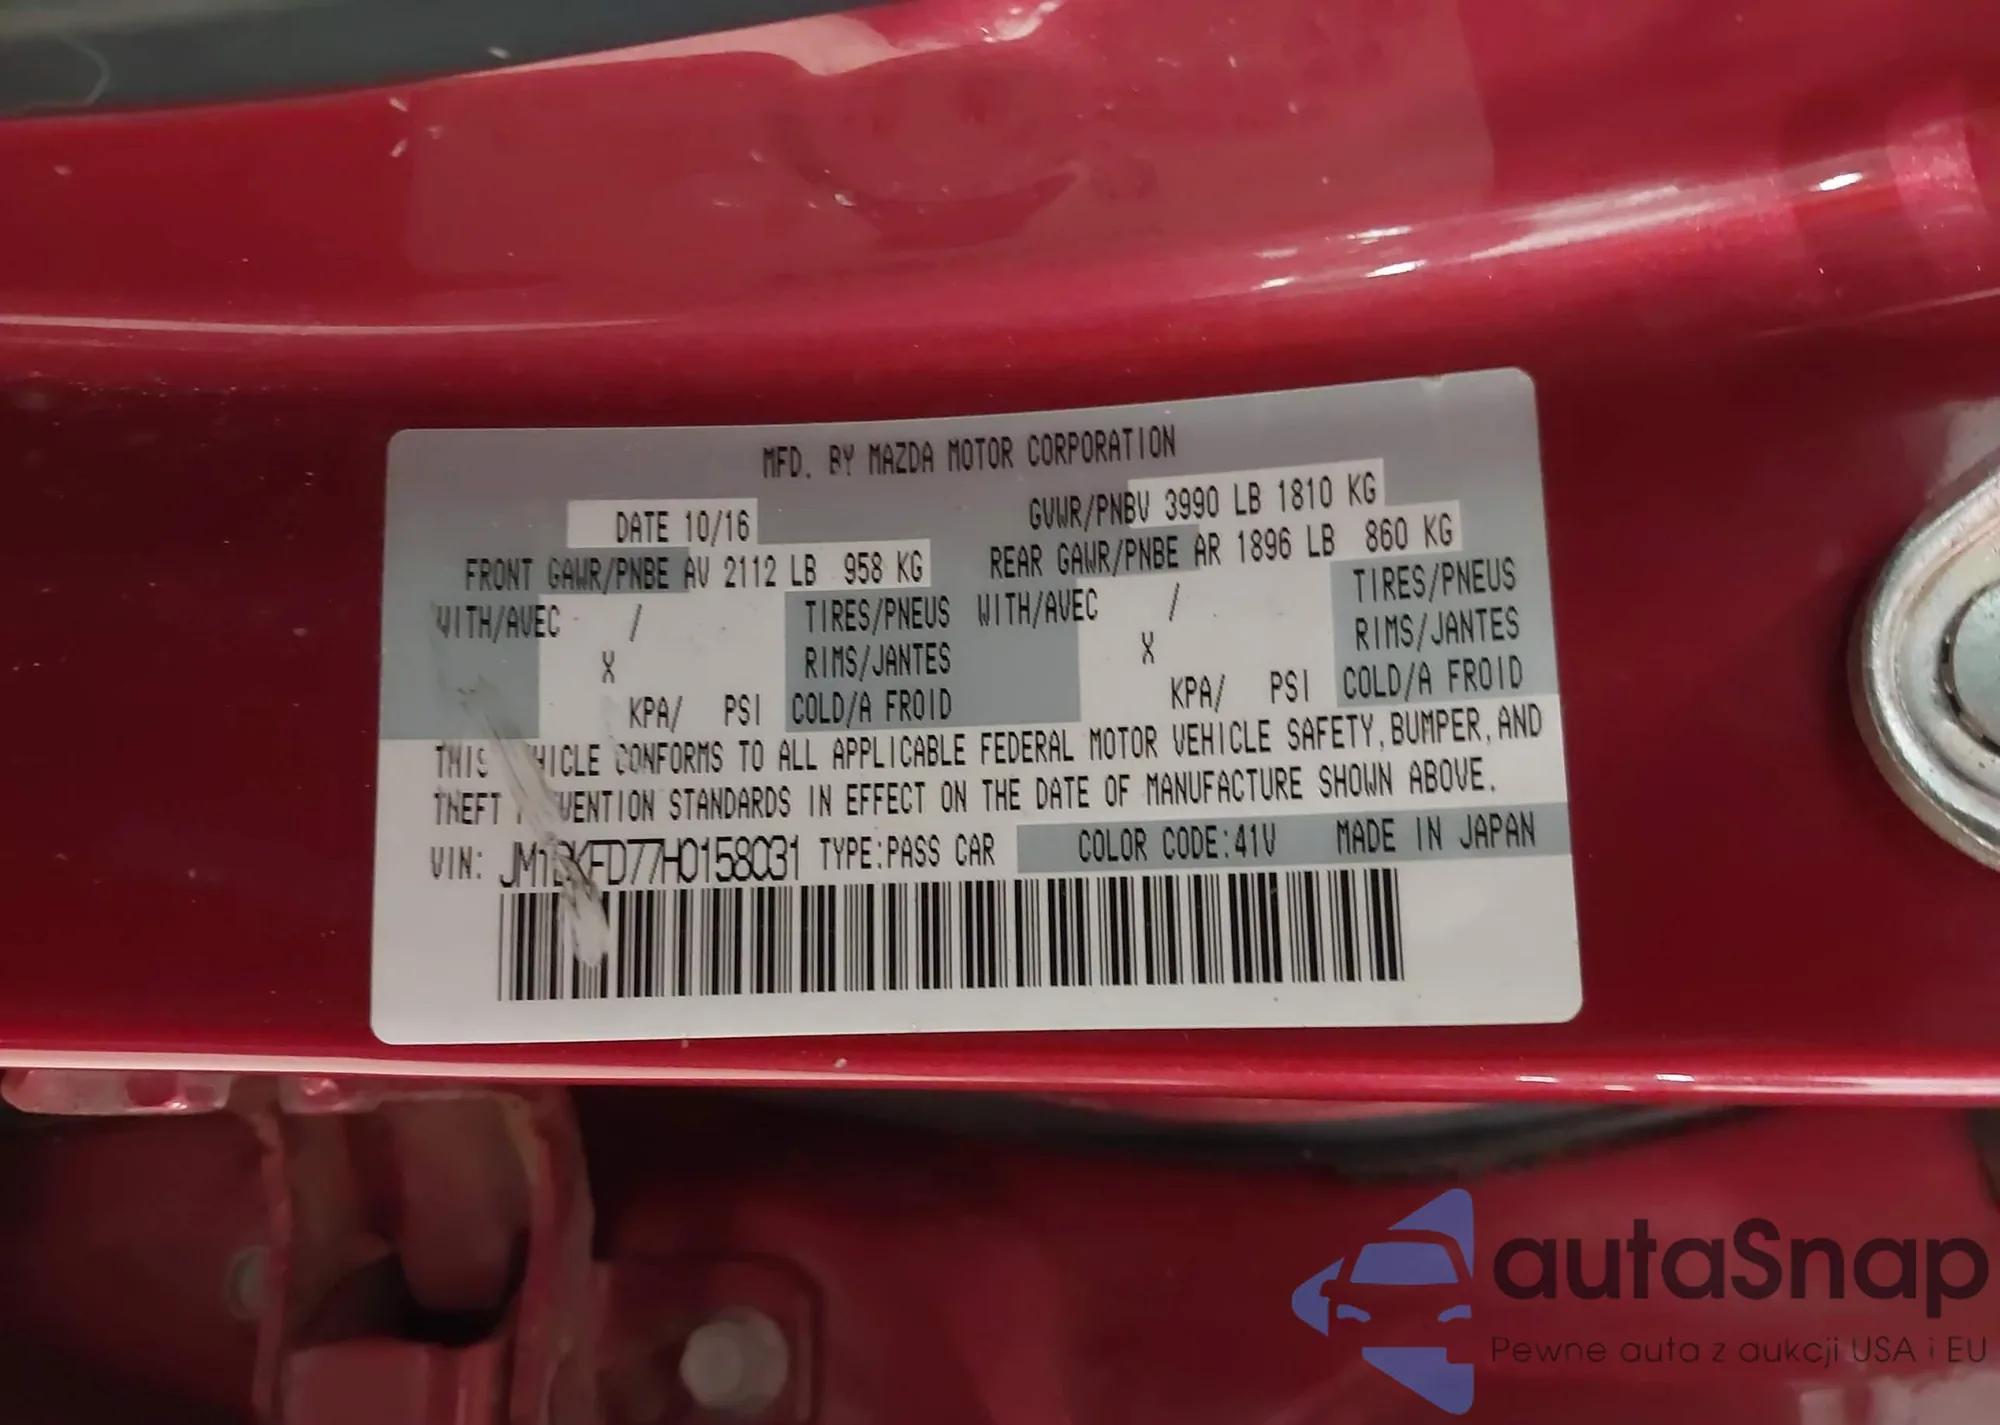 MFD. BY MAZDA MOTOR CORPORATION
DATE 10/16 GVWR/PNBV 3990 LB 1810 KG
FRONT GAWR/PNBE AV 2112 LB 958 KG REAR GAWR/PNBE AR 1896 LB 860 KG
WITH/AVEC / TIRES/PNEUS WITH/AVEC / TIRES/PNEUS
X RIMS/JANTES X RIMS/JANTES
KPA/ PSI COLD/A FROID KPA/ PSI COLD/A FROID
THIS VEHICLE CONFORMS TO ALL APPLICABLE FEDERAL MOTOR VEHICLE SAFETY, BUMPER, AND
THEFT PREVENTION STANDARDS IN EFFECT ON THE DATE OF MANUFACTURE SHOWN ABOVE.
VIN: JM1DKFD77H0158031 TYPE:PASS CAR COLOR CODE:41V MADE IN JAPAN
autaSnap
Pewne auta z aukcji USA i EU